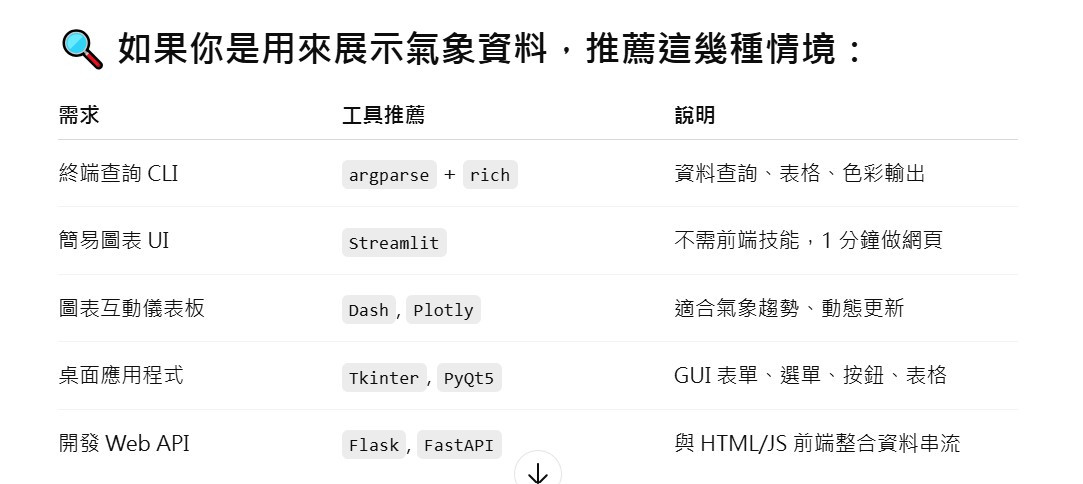 如果你是用來展示氣象資料，推薦這幾種情境：
需求 工具推薦 說明
終端查詢 CLI argparse + rich 資料查詢、表格、色彩輸出
簡易圖表 UI Streamlit 不需前端技能，1 分鐘做網頁
圖表互動儀表板 Dash, Plotly 適合氣象趨勢、動態更新
桌面應用程式 Tkinter, PyQt5 GUI 表單、選單、按鈕、表格
開發 Web API Flask, FastAPI 與 HTML/JS 前端整合資料串流